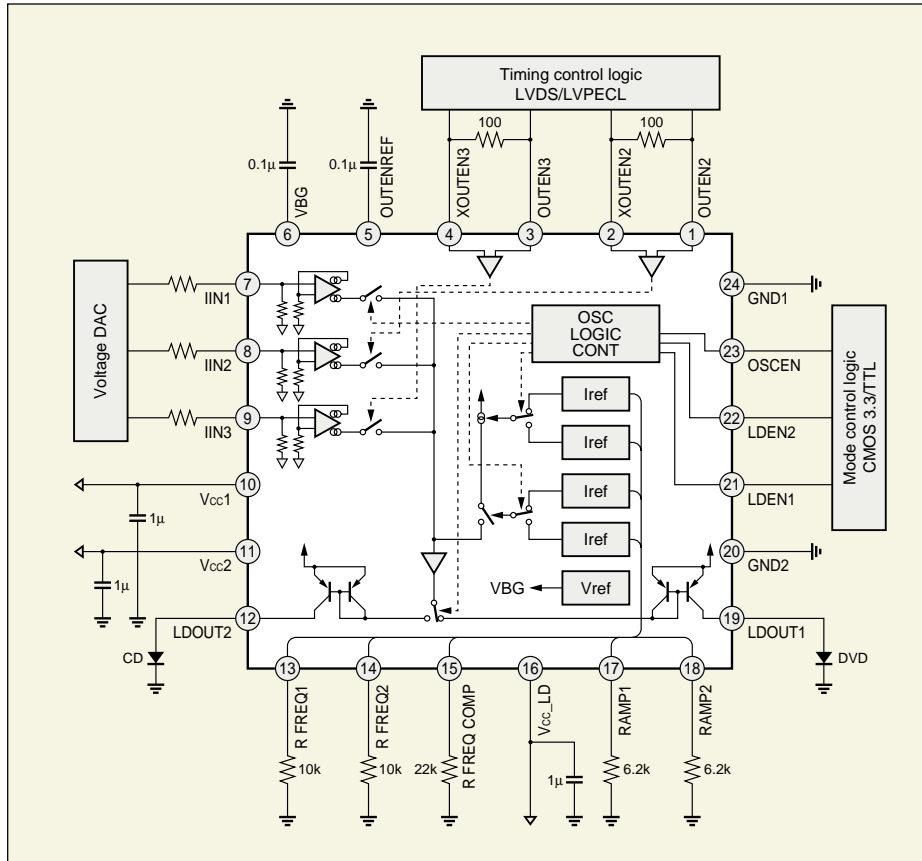 Timing control logic
LVDS/LVPECL
100
100
0.1μ
0.1μ
VBG
OUTENREF
XOUTEN3
OUTEN3
XOUTEN2
OUTEN2
6
5
4
3
2
1
Voltage DAC
7
IIN1
8
IIN2
9
IIN3
10
Vcc1
1μ
11
Vcc2
1μ
12
LDOUT2
CD
OSC
LOGIC
CONT
Iref
Iref
Iref
Iref
VBG
Vref
24
GND1
23
OSCEN
22
LDEN2
21
LDEN1
20
GND2
19
LDOUT1
DVD
Mode control logic
CMOS 3.3/TTL
13
14
15
16
17
18
R FREQ1
R FREQ2
R FREQ COMP
Vcc_LD
RAMP1
RAMP2
10k
10k
22k
1μ
6.2k
6.2k